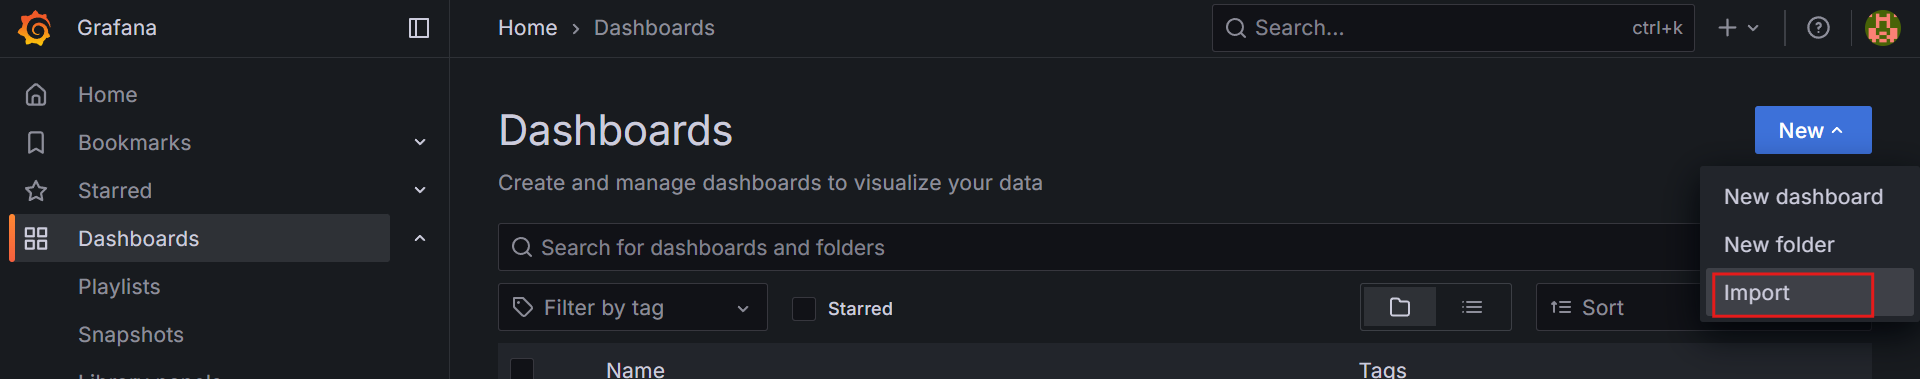 Grafana
Home › Dashboards
Search... ctrl+k
Home
Bookmarks
Starred
Dashboards
Playlists
Snapshots
Library panels
Dashboards
New
Create and manage dashboards to visualize your data
New dashboard
New folder
Import
Search for dashboards and folders
Filter by tag
Starred
Sort
Name
Tags